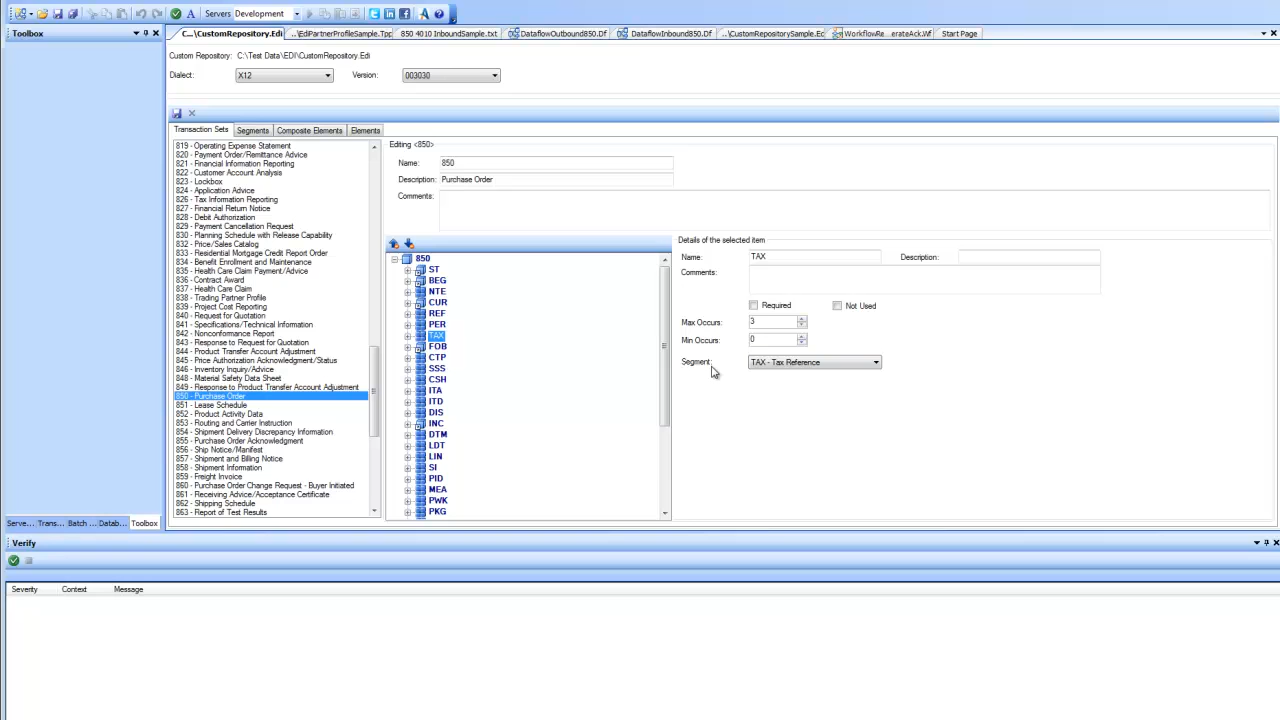 Servers Development
Toolbox
C...\CustomRepository.Edi ..\EdiPartnerProfileSample.Tpp 850 4010 InboundSample.txt DataflowOutbound850.Df DataflowInbound850.Df ..\CustomRepositorySample.Ec WorkflowRe...erateAck.Wf Start Page
Custom Repository: C:\Test Data\EDI\CustomRepository.Edi
Dialect: X12 Version: 003030
Transaction Sets Segments Composite Elements Elements
819 - Operating Expense Statement
820 - Payment Order/Remittance Advice
821 - Financial Information Reporting
822 - Customer Account Analysis
823 - Lockbox
824 - Application Advice
826 - Tax Information Reporting
827 - Financial Return Notice
828 - Debit Authorization
829 - Payment Cancellation Request
830 - Planning Schedule with Release Capability
832 - Price/Sales Catalog
833 - Residential Mortgage Credit Report Order
834 - Benefit Enrollment and Maintenance
835 - Health Care Claim Payment/Advice
836 - Contract Award
837 - Health Care Claim
838 - Trading Partner Profile
839 - Project Cost Reporting
840 - Request for Quotation
841 - Specifications/Technical Information
842 - Nonconformance Report
843 - Response to Request for Quotation
844 - Product Transfer Account Adjustment
845 - Price Authorization Acknowledgment/Status
846 - Inventory Inquiry/Advice
848 - Material Safety Data Sheet
849 - Response to Product Transfer Account Adjustment
850 - Purchase Order
851 - Lease Schedule
852 - Product Activity Data
853 - Routing and Carrier Instruction
854 - Shipment Delivery Discrepancy Information
855 - Purchase Order Acknowledgment
856 - Ship Notice/Manifest
857 - Shipment and Billing Notice
858 - Shipment Information
859 - Freight Invoice
860 - Purchase Order Change Request - Buyer Initiated
861 - Receiving Advice/Acceptance Certificate
862 - Shipping Schedule
863 - Report of Test Results
Editing <850>
Name: 850
Description: Purchase Order
Comments:
850
ST
BEG
NTE
CUR
REF
PER
TAX
FOB
CTP
SSS
CSH
ITA
ITD
DIS
INC
DTM
LDT
LIN
SI
PID
MEA
PWK
PKG
Details of the selected item
Name: TAX Description:
Comments:
Required Not Used
Max Occurs: 3
Min Occurs: 0
Segment: TAX - Tax Reference
Serve... Trans... Batch ... Datab... Toolbox
Verify
Severity Context Message